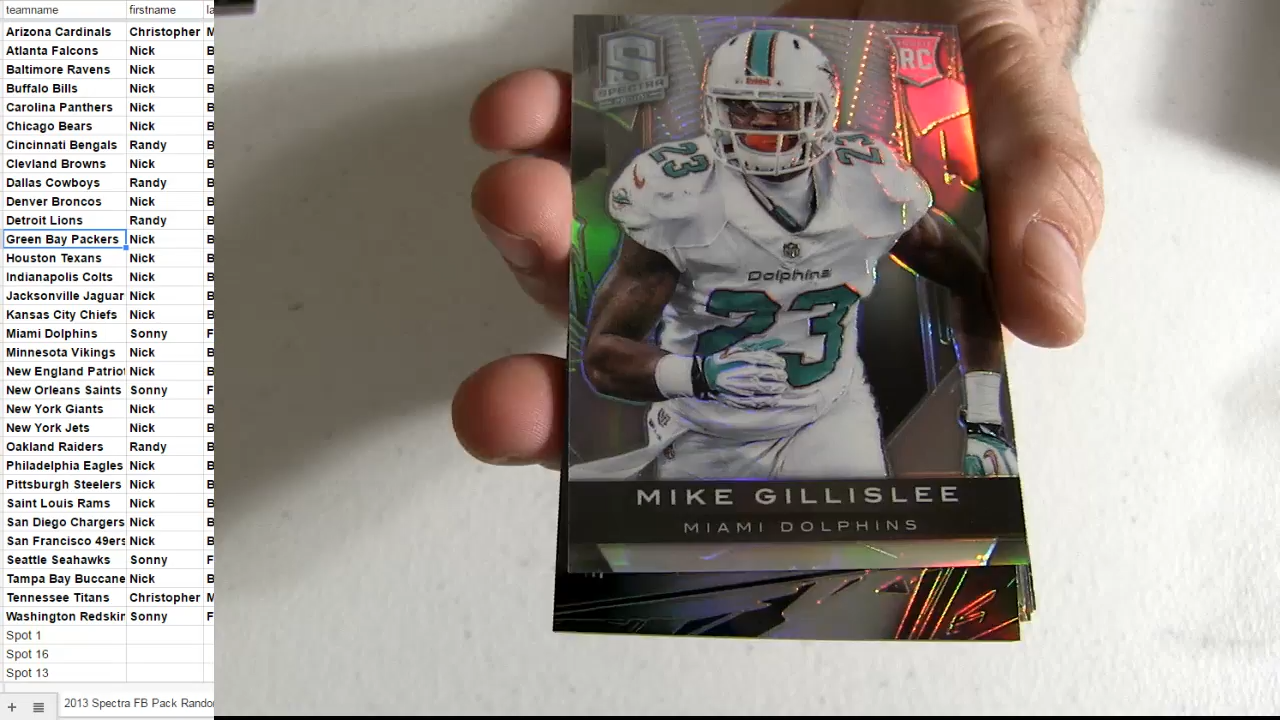 teamname firstname la
Arizona Cardinals Christopher M
Atlanta Falcons Nick B
Baltimore Ravens Nick B
Buffalo Bills Nick B
Carolina Panthers Nick B
Chicago Bears Nick B
Cincinnati Bengals Randy B
Clevland Browns Nick B
Dallas Cowboys Randy B
Denver Broncos Nick B
Detroit Lions Randy B
Green Bay Packers Nick B
Houston Texans Nick B
Indianapolis Colts Nick B
Jacksonville Jaguar Nick B
Kansas City Chiefs Nick B
Miami Dolphins Sonny F
Minnesota Vikings Nick B
New England Patriot Nick B
New Orleans Saints Sonny F
New York Giants Nick B
New York Jets Nick B
Oakland Raiders Randy B
Philadelphia Eagles Nick B
Pittsburgh Steelers Nick B
Saint Louis Rams Nick B
San Diego Chargers Nick B
San Francisco 49ers Nick B
Seattle Seahawks Sonny F
Tampa Bay Buccane Nick B
Tennessee Titans Christopher M
Washington Redskin Sonny F
Spot 1
Spot 16
Spot 13
2013 Spectra FB Pack Rando
S
SPECTRA
RC
23
23
Dolphins
23
MIKE GILLISLEE
MIAMI DOLPHINS